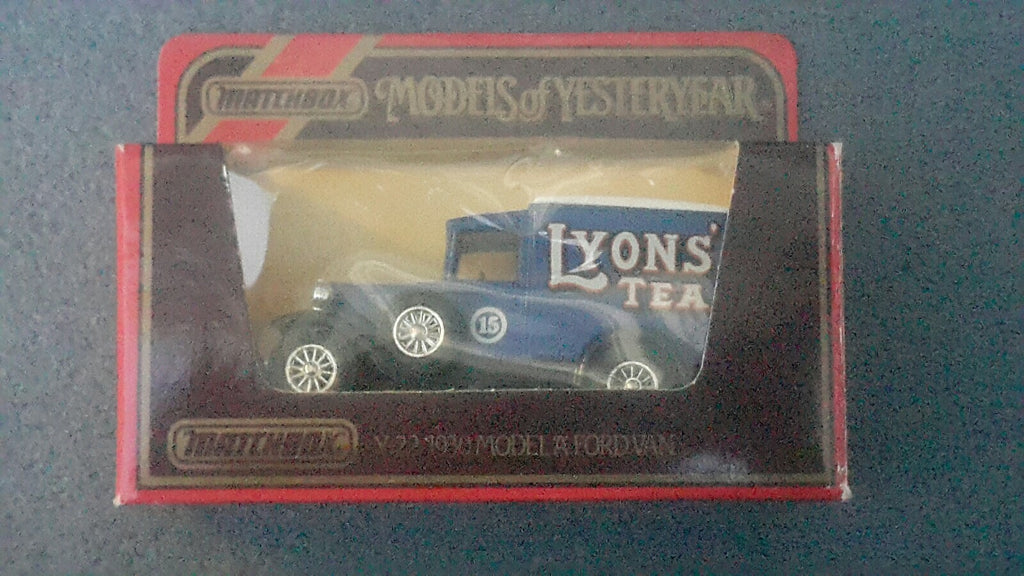 MATCHBOX
MODELS of YESTERYEAR
LYONS'
TEA
15
MATCHBOX
Y-22 1930 MODEL 'A' FORD VAN